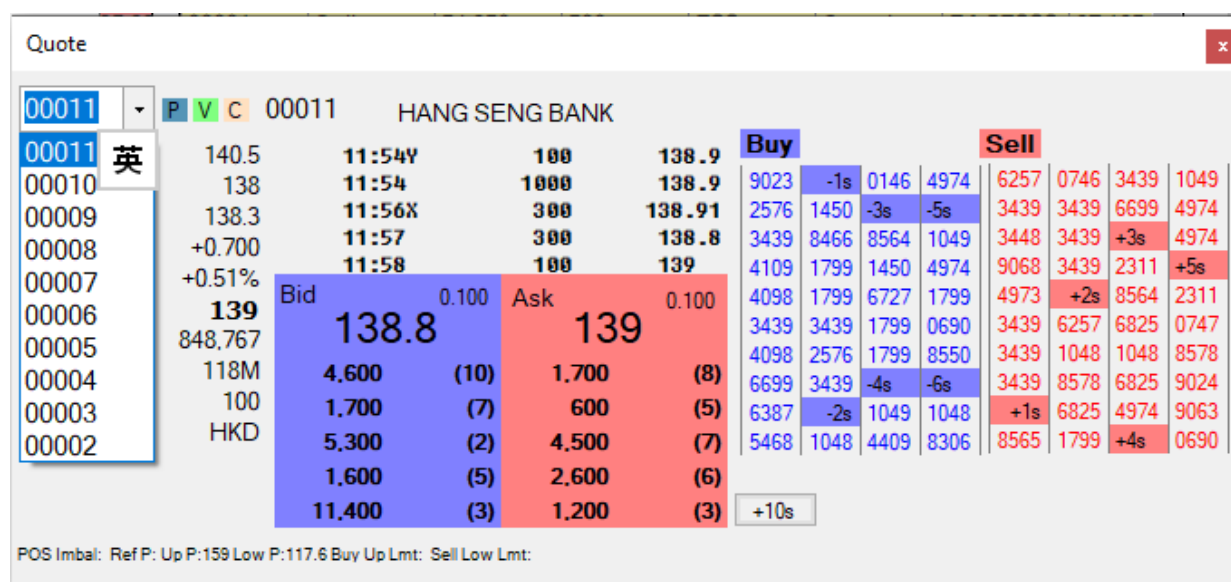 Quote
x
00011 P V C 00011 HANG SENG BANK
00011
英
00010
00009
00008
00007
00006
00005
00004
00003
00002
140.5
138
138.3
+0.700
+0.51%
139
848,767
118M
100
HKD
11:54Y 100 138.9
11:54 1000 138.9
11:56X 300 138.91
11:57 300 138.8
11:58 100 139
Bid 0.100 Ask 0.100
138.8 139
4,600 (10) 1,700 (8)
1,700 (7) 600 (5)
5,300 (2) 4,500 (7)
1,600 (5) 2,600 (6)
11,400 (3) 1,200 (3)
Buy
9023 -1s 0146 4974
2576 1450 -3s -5s
3439 8466 8564 1049
4109 1799 1450 4974
4098 1799 6727 1799
3439 3439 1799 0690
4098 2576 1799 8550
6699 3439 -4s -6s
6387 -2s 1049 1048
5468 1048 4409 8306
Sell
6257 0746 3439 1049
3439 3439 6699 4974
3448 3439 +3s 4974
9068 3439 2311 +5s
4973 +2s 8564 2311
3439 6257 6825 0747
3439 1048 1048 8578
3439 8578 6825 9024
+1s 6825 4974 9063
8565 1799 +4s 0690
+10s
POS Imbal: Ref P: Up P:159 Low P:117.6 Buy Up Lmt: Sell Low Lmt: